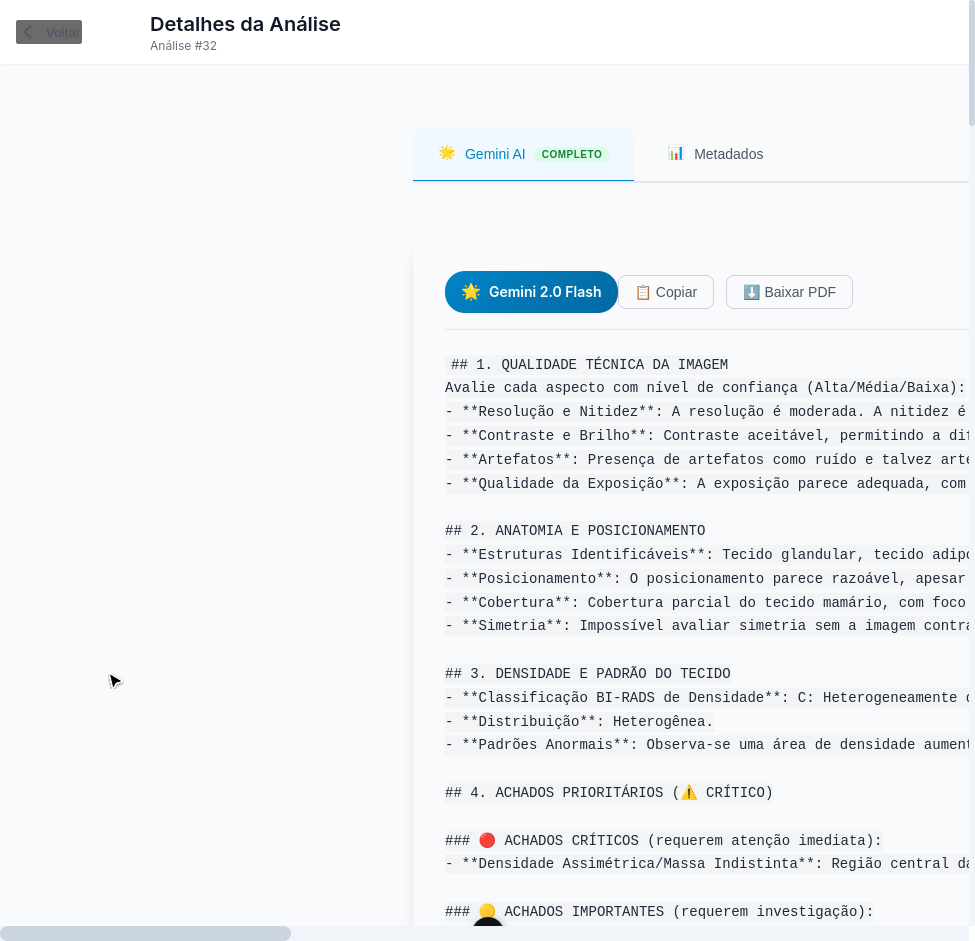 Voltar
Detalhes da Análise
Análise #32
🌟 Gemini AI COMPLETO
📊 Metadados
🌟 Gemini 2.0 Flash
📋 Copiar
⬇️ Baixar PDF
## 1. QUALIDADE TÉCNICA DA IMAGEM
Avalie cada aspecto com nível de confiança (Alta/Média/Baixa):
- **Resolução e Nitidez**: A resolução é moderada. A nitidez é
- **Contraste e Brilho**: Contraste aceitável, permitindo a
- **Artefatos**: Presença de artefatos como ruído e talvez
- **Qualidade da Exposição**: A exposição parece adequada, com
## 2. ANATOMIA E POSICIONAMENTO
- **Estruturas Identificáveis**: Tecido glandular, tecido
- **Posicionamento**: O posicionamento parece razoável, apesar
- **Cobertura**: Cobertura parcial do tecido mamário, com foco
- **Simetria**: Impossível avaliar simetria sem a imagem
## 3. DENSIDADE E PADRÃO DO TECIDO
- **Classificação BI-RADS de Densidade**: C: Heterogeneamente
- **Distribuição**: Heterogênea.
- **Padrões Anormais**: Observa-se uma área de densidade
## 4. ACHADOS PRIORITÁRIOS (⚠️ CRÍTICO)
### 🔴 ACHADOS CRÍTICOS (requerem atenção imediata):
- **Densidade Assimétrica/Massa Indistinta**: Região central
### 🟡 ACHADOS IMPORTANTES (requerem investigação):